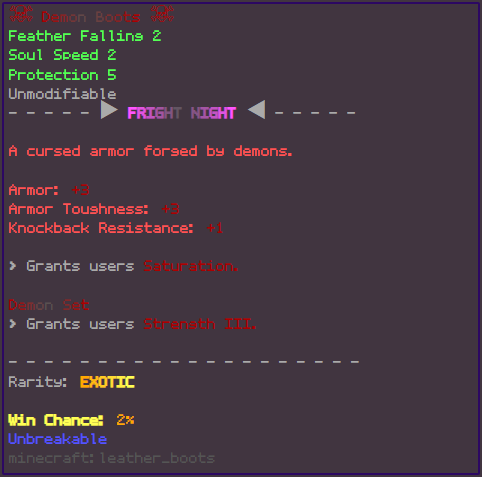 Demon Boots
Feather Falling 2
Soul Speed 2
Protection 5
Unmodifiable
- - - - - ▶ FRIGHT NIGHT ◀ - - - - -
A cursed armor forged by demons.
Armor: +3
Armor Toughness: +3
Knockback Resistance: +1
> Grants users Saturation.
Demon Set
> Grants users Strength III.
- - - - - - - - - - - - - - - - - - - -
Rarity: EXOTIC
Win Chance: 2%
Unbreakable
minecraft:leather_boots